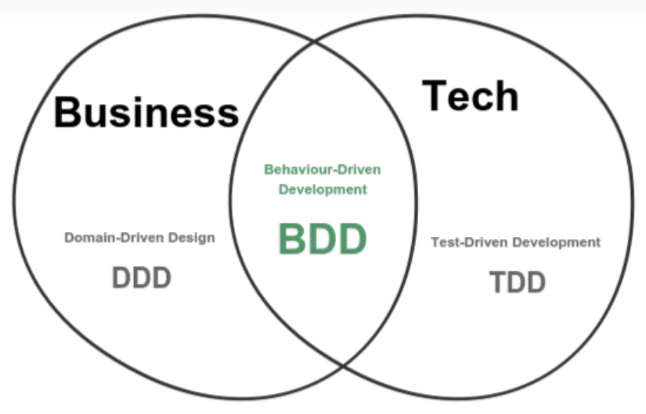 Business
Tech
Behaviour-Driven
Development
BDD
Domain-Driven Design
DDD
Test-Driven Development
TDD